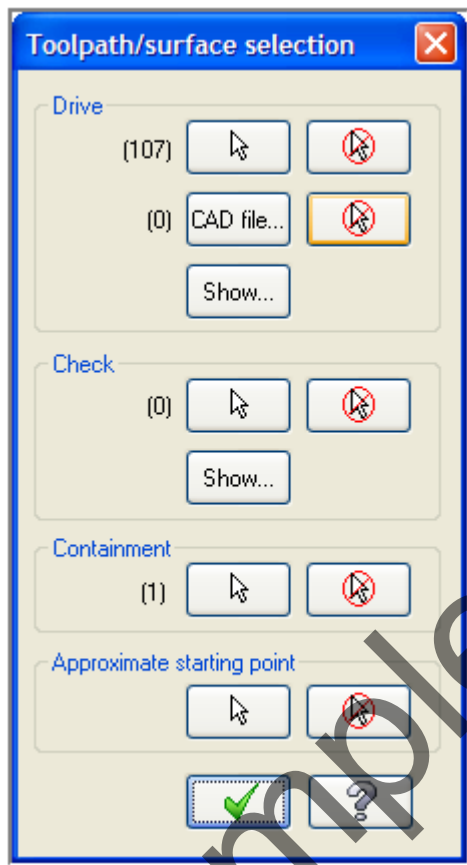 Toolpath/surface selection
Drive
(107)
(0) CAD file...
Show...
Check
(0)
Show...
Containment
(1)
Approximate starting point